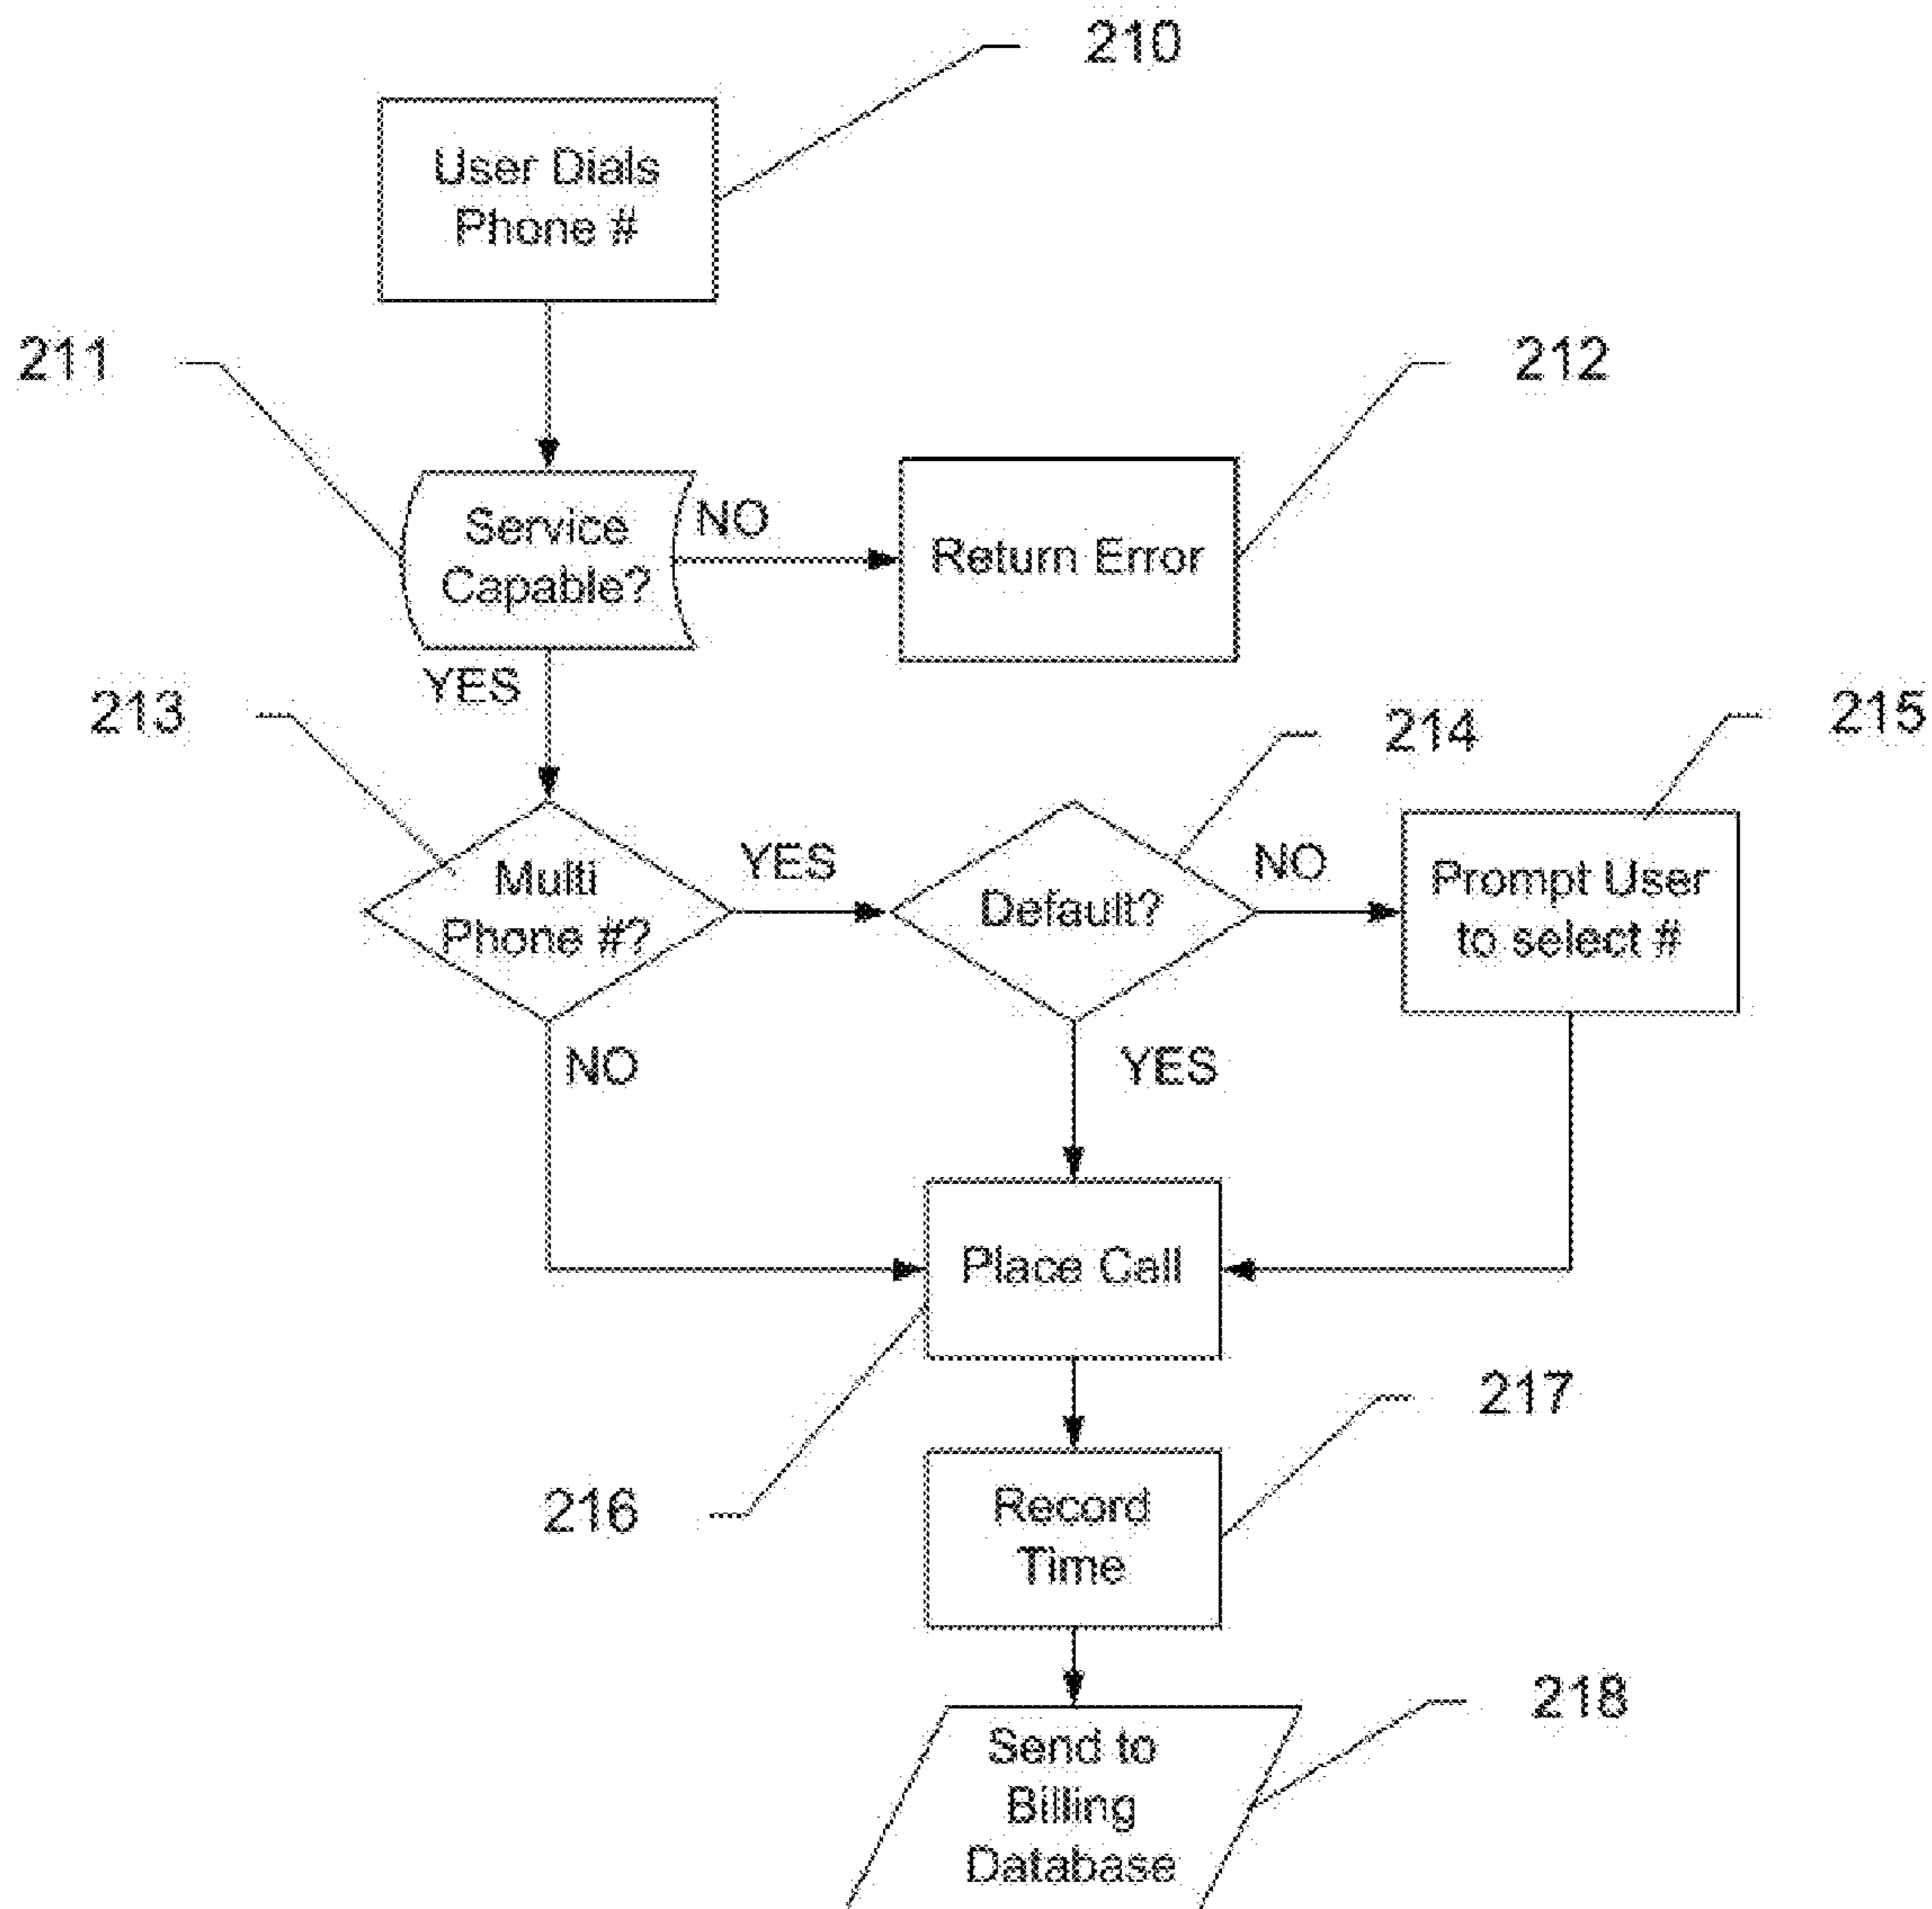 210
User Dials
Phone #
211
212
Service
Capable?
NO
Return Error
YES
213
214
215
Multi
Phone #?
YES
Default?
NO
Prompt User
to select #
NO
YES
Place Call
216
217
Record
Time
218
Send to
Billing
Database